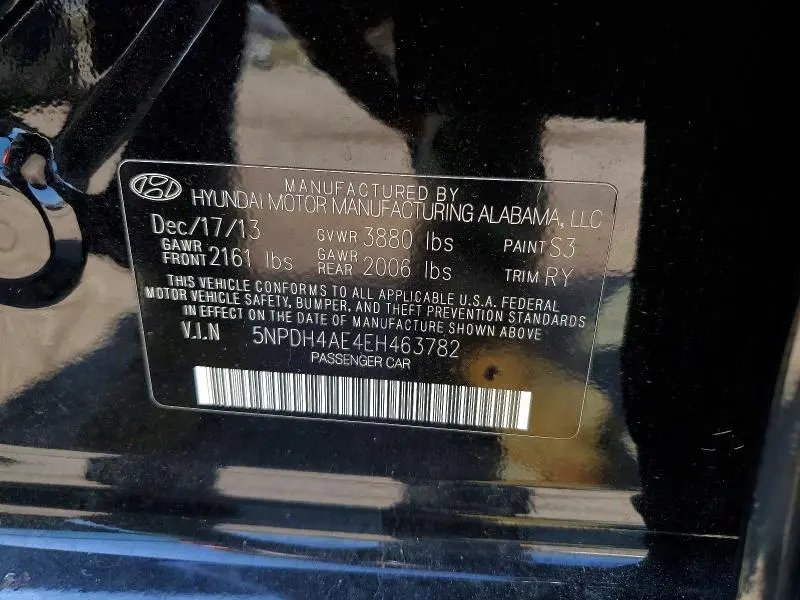 MANUFACTURED BY
HYUNDAI MOTOR MANUFACTURING ALABAMA, LLC
Dec/17/13 GVWR 3880 lbs PAINT S3
GAWR FRONT 2161 lbs GAWR REAR 2006 lbs TRIM RY
THIS VEHICLE CONFORMS TO ALL APPLICABLE U.S.A. FEDERAL
MOTOR VEHICLE SAFETY, BUMPER, AND THEFT PREVENTION STANDARDS
IN EFFECT ON THE DATE OF MANUFACTURE SHOWN ABOVE
V.I.N 5NPDH4AE4EH463782
PASSENGER CAR